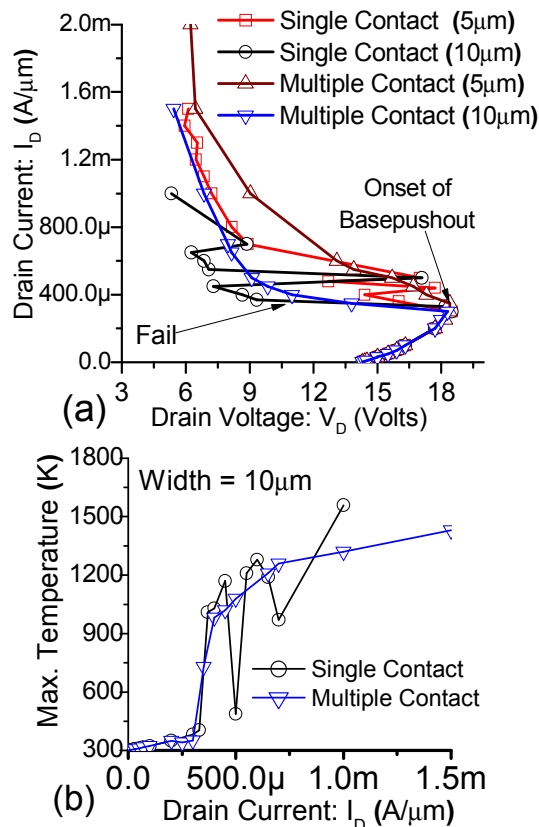 2.0m
1.6m
1.2m
800.0µ
400.0µ
0.0
Drain Current: I_D (A/µm)
Single Contact (5µm)
Single Contact (10µm)
Multiple Contact (5µm)
Multiple Contact (10µm)
Onset of
Basepushout
Fail
3 6 9 12 15 18
(a)
Drain Voltage: V_D (Volts)
1800
1500
1200
900
600
300
Max. Temperature (K)
Width = 10µm
Single Contact
Multiple Contact
0.0 500.0µ 1.0m 1.5m
(b)
Drain Current: I_D (A/µm)